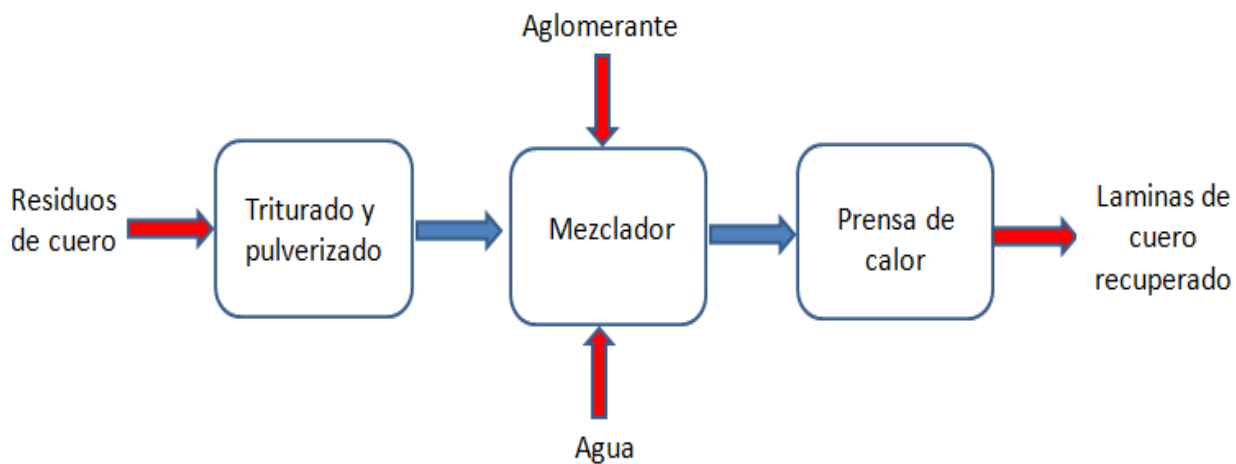 Aglomerante
Residuos
de cuero
Triturado y
pulverizado
Mezclador
Prensa de
calor
Laminas de
cuero
recuperado
Agua